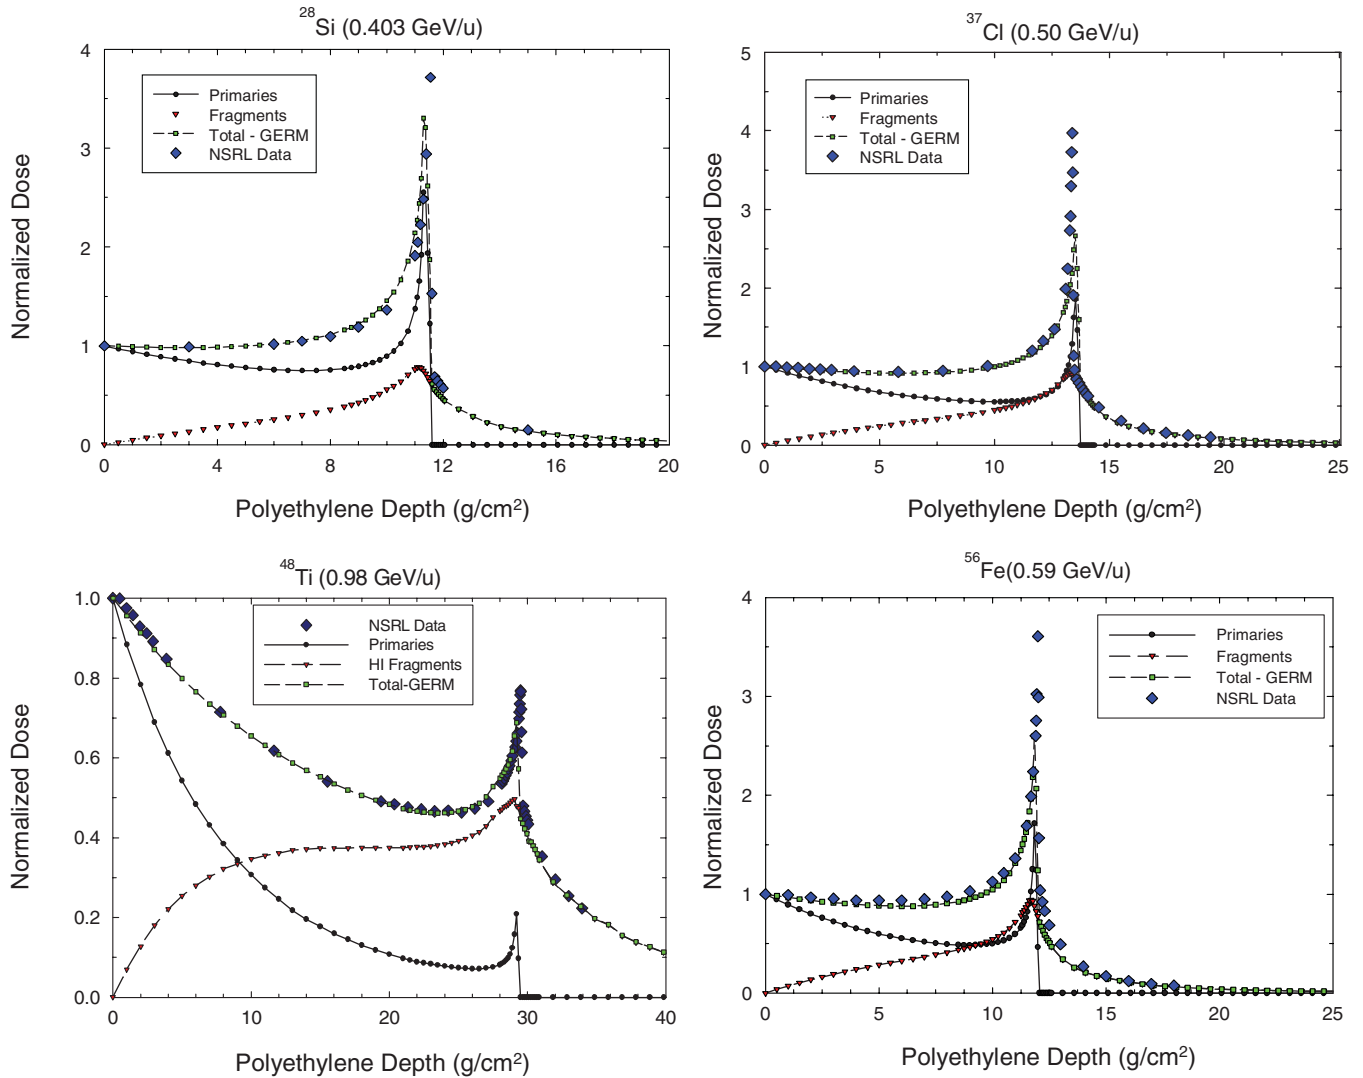 28Si (0.403 GeV/u)
4
3
2
1
0
Normalized Dose
Primaries
Fragments
Total - GERM
NSRL Data
0 4 8 12 16 20
Polyethylene Depth (g/cm2)
37Cl (0.50 GeV/u)
5
4
3
2
1
0
Normalized Dose
Primaries
Fragments
Total - GERM
NSRL Data
0 5 10 15 20 25
Polyethylene Depth (g/cm2)
48Ti (0.98 GeV/u)
1.0
0.8
0.6
0.4
0.2
0.0
Normalized Dose
NSRL Data
Primaries
HI Fragments
Total-GERM
0 10 20 30 40
Polyethylene Depth (g/cm2)
56Fe(0.59 GeV/u)
4
3
2
1
0
Normalized Dose
Primaries
Fragments
Total - GERM
NSRL Data
0 5 10 15 20 25
Polyethylene Depth (g/cm2)